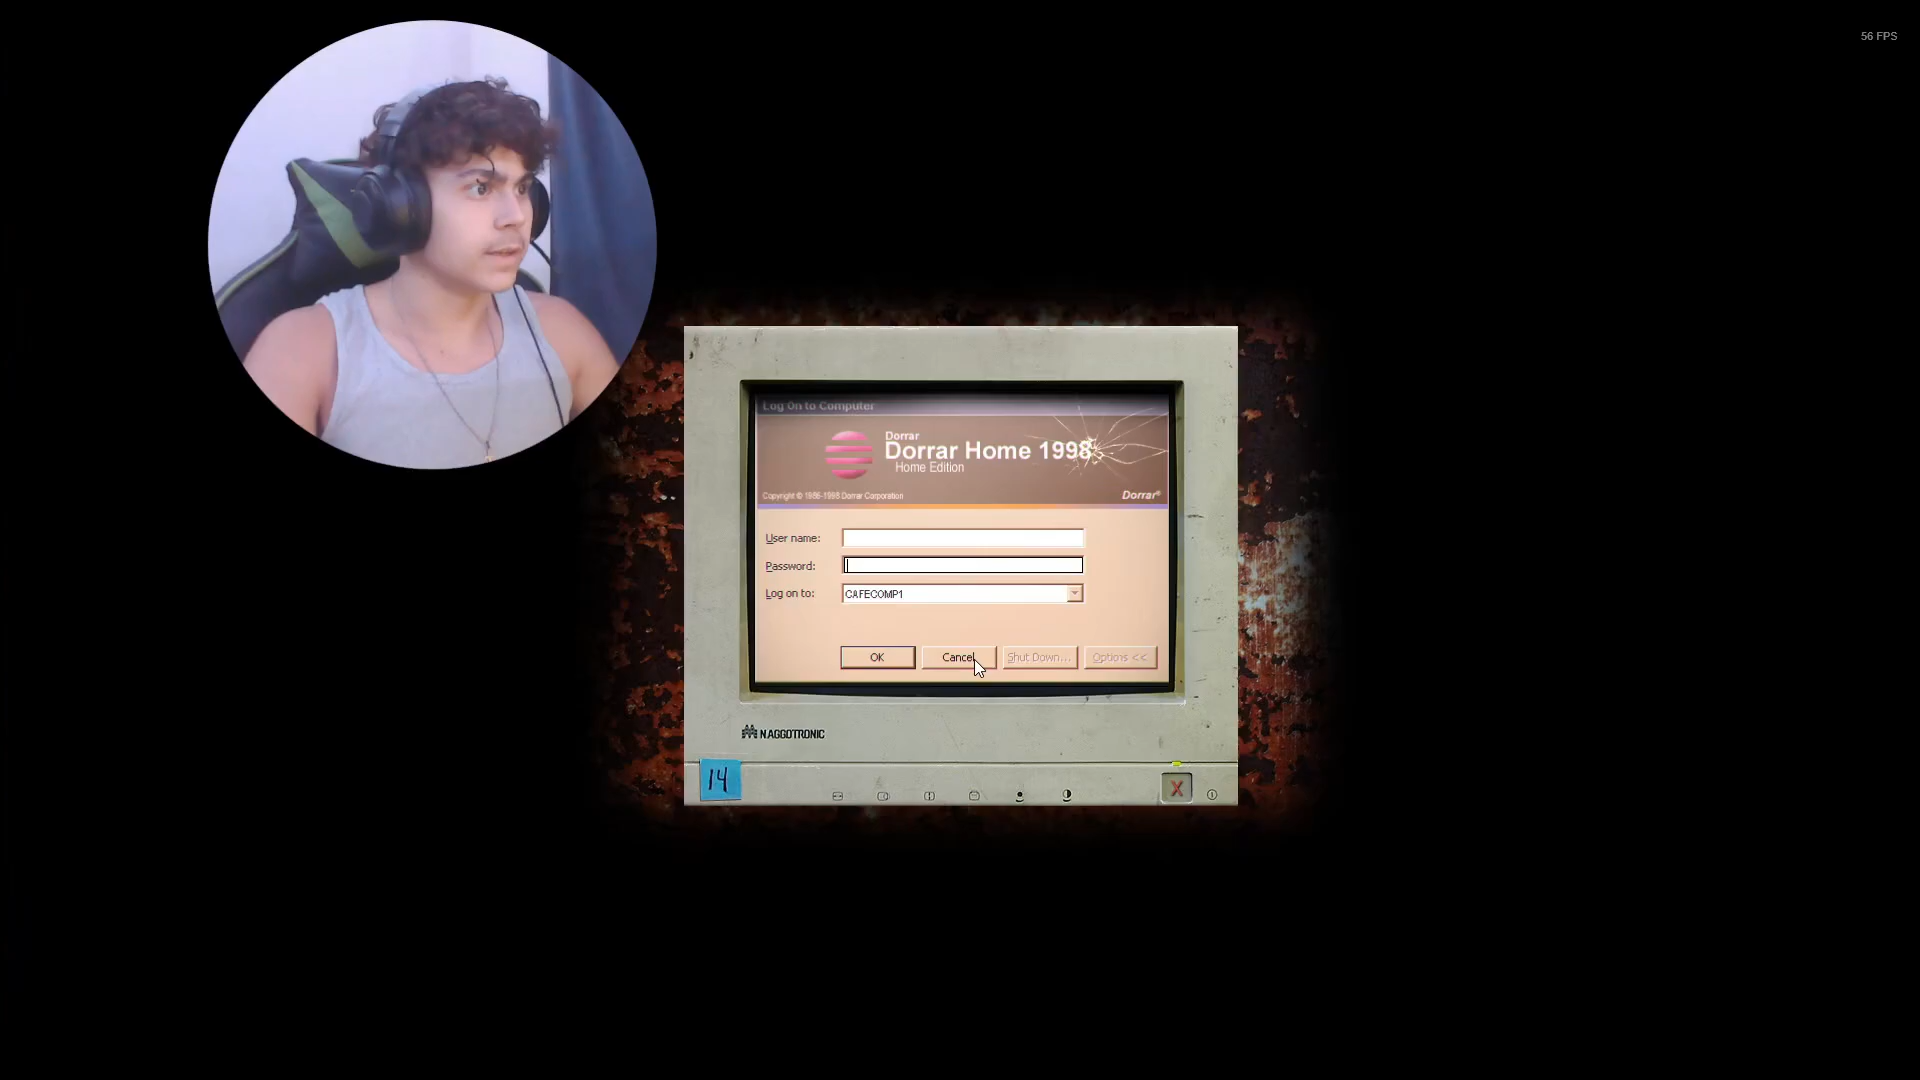 56 FPS
Log On to Computer
Dorrar
Dorrar Home 1998
Home Edition
Copyright © 1986-1998 Dorrar Corporation
Dorrar®
User name:
Password:
Log on to: CAFECOMP1
OK Cancel Shut Down... Options <<
NAGGOTRONIC
14
X